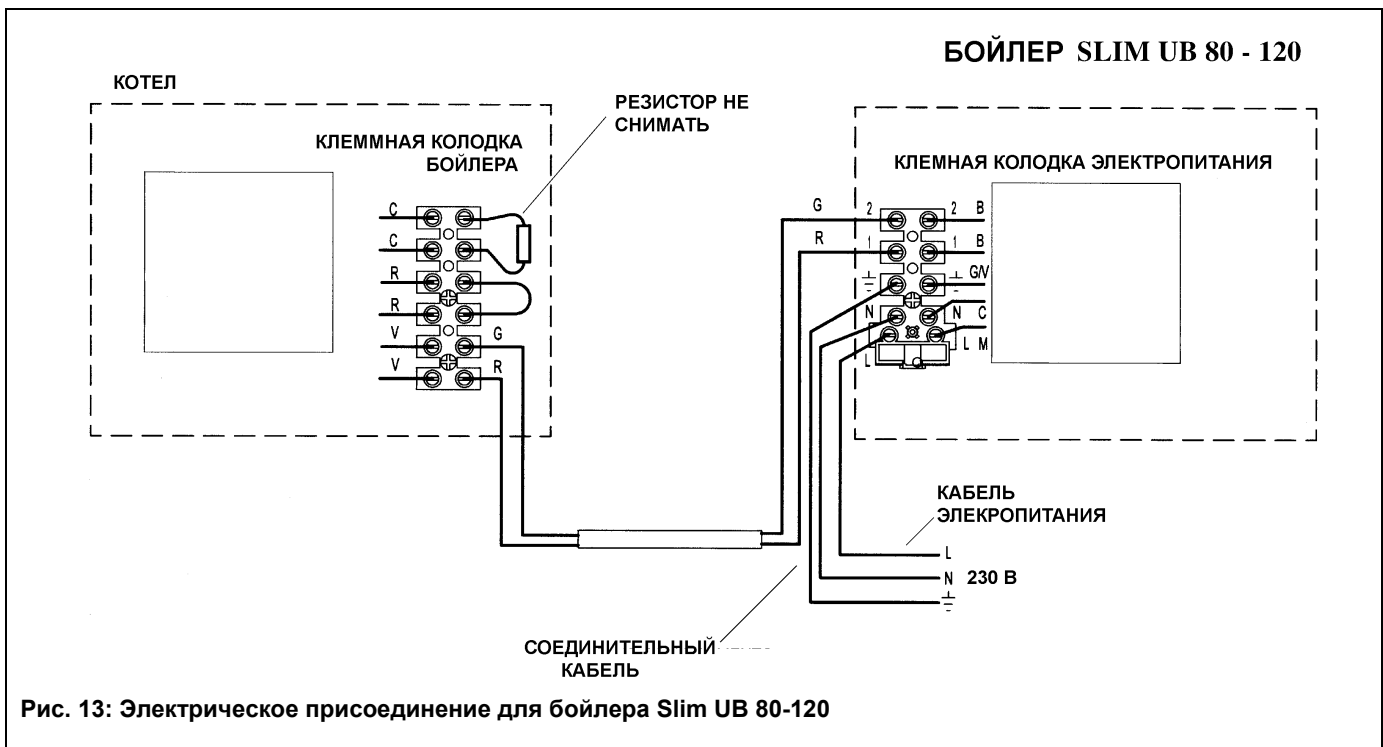 БОЙЛЕР SLIM UB 80 - 120
КОТЕЛ
РЕЗИСТОР НЕ
СНИМАТЬ
КЛЕММНАЯ КОЛОДКА
БОЙЛЕРА
КЛЕМНАЯ КОЛОДКА ЭЛЕКТРОПИТАНИЯ
C
C
R
R
V
V
G
R
G
R
2
1
N
L
2 B
1 B
G/V
N C
L M
КАБЕЛЬ
ЭЛЕКРОПИТАНИЯ
L
N 230 В
СОЕДИНИТЕЛЬНЫЙ
КАБЕЛЬ
Рис. 13: Электрическое присоединение для бойлера Slim UB 80-120